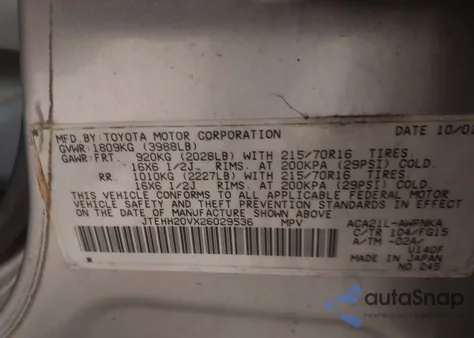 MFD BY: TOYOTA MOTOR CORPORATION DATE 10/01
GVWR: 1809KG (3988LB)
GAWR: FRT. 920KG (2028LB) WITH 215/70R16 TIRES.
16X6 1/2J RIMS. AT 200KPA (29PSI) COLD.
RR 1010KG (2227LB) WITH 215/70R16 TIRES.
16X6 1/2J RIMS. AT 200KPA (29PSI) COLD.
THIS VEHICLE CONFORMS TO ALL APPLICABLE FEDERAL MOTOR
VEHICLE SAFETY AND THEFT PREVENTION STANDARDS IN EFFECT
ON THE DATE OF MANUFACTURE SHOWN ABOVE.
JTEHH20VX26029536 MPV ACA21L-AWPNKA
C/TR 104/FG15
A/TM -02A/
U140F
MADE IN JAPAN
NO.245
autoSnap